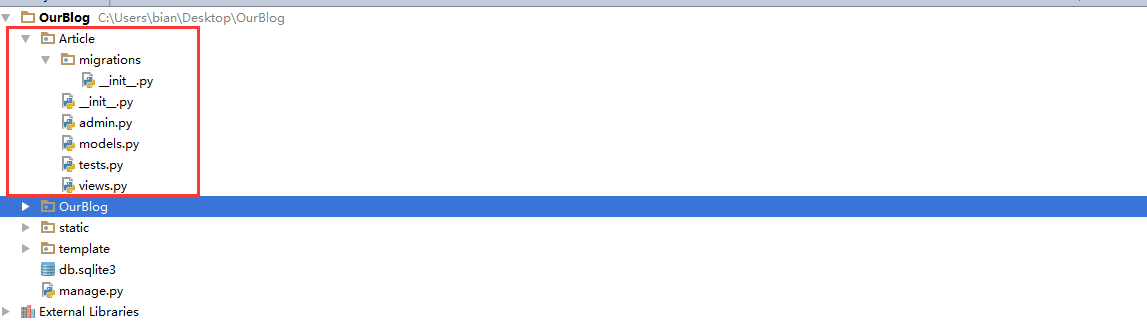 OurBlog C:\Users\bian\Desktop\OurBlog
Article
migrations
__init__.py
__init__.py
admin.py
models.py
tests.py
views.py
OurBlog
static
template
db.sqlite3
manage.py
External Libraries